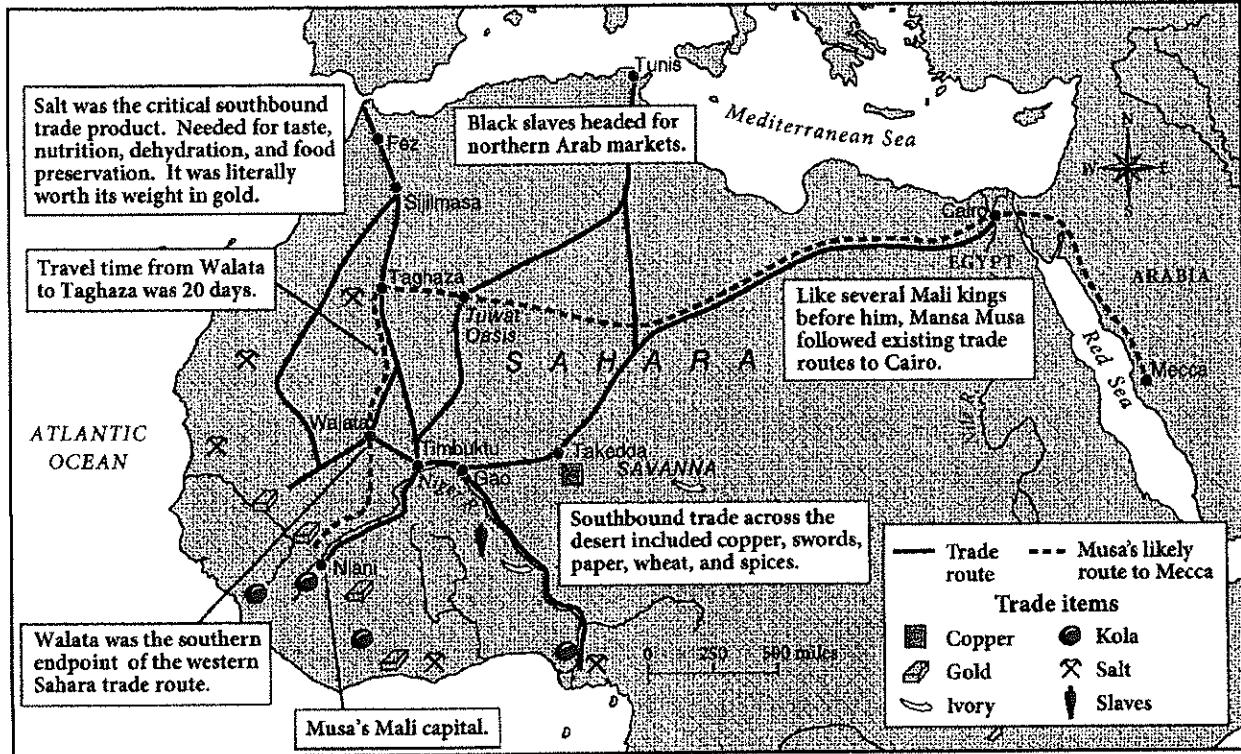 Tunis
Salt was the critical southbound
trade product. Needed for taste,
nutrition, dehydration, and food
preservation. It was literally
worth its weight in gold.
Black slaves headed for
northern Arab markets.
Mediterranean Sea
N
W E
S
Fez
Sijilmasa
Cairo
EGYPT
ARABIA
Travel time from Walata
to Taghaza was 20 days.
Taghaza
Tuwat
Oasis
Like several Mali kings
before him, Mansa Musa
followed existing trade
routes to Cairo.
SAHARA
Red Sea
Mecca
Nile R.
ATLANTIC
OCEAN
Walata
Timbuktu
Gao
Takedda
SAVANNA
Niger
Southbound trade across the
desert included copper, swords,
paper, wheat, and spices.
Niani
Walata was the southern
endpoint of the western
Sahara trade route.
Musa's Mali capital.
0 250 500 miles
Trade
route
Musa's likely
route to Mecca
Trade items
Copper
Kola
Gold
Salt
Ivory
Slaves